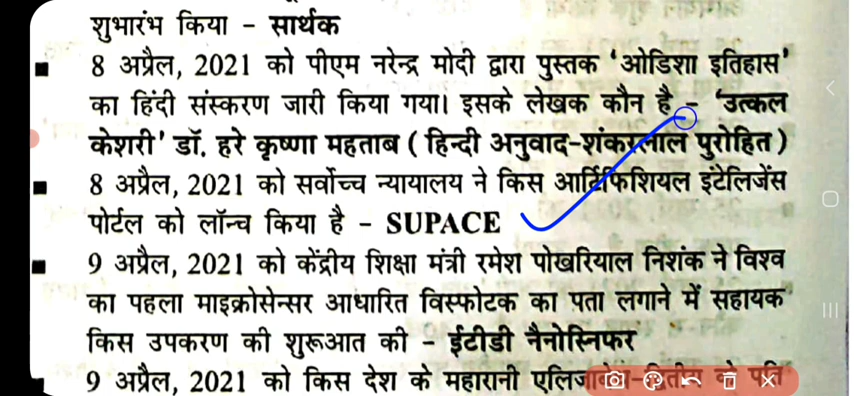 शुभारंभ किया - सार्थक
■ 8 अप्रैल, 2021 को पीएम नरेन्द्र मोदी द्वारा पुस्तक 'ओडिशा इतिहास'
का हिंदी संस्करण जारी किया गया। इसके लेखक कौन है - 'उत्कल
केशरी' डॉ. हरे कृष्णा महताब ( हिन्दी अनुवाद-शंकरलाल पुरोहित )
■ 8 अप्रैल, 2021 को सर्वोच्च न्यायालय ने किस आर्टिफिशियल इंटेलिजेंस
पोर्टल को लॉन्च किया है - SUPACE
■ 9 अप्रैल, 2021 को केंद्रीय शिक्षा मंत्री रमेश पोखरियाल निशंक ने विश्व
का पहला माइक्रोसेन्सर आधारित विस्फोटक का पता लगाने में सहायक
किस उपकरण की शुरूआत की - ईटीडी नैनोस्निफर
■ 9 अप्रैल, 2021 को किस देश के महारानी एलिजाबेथ-द्वितीय के पति